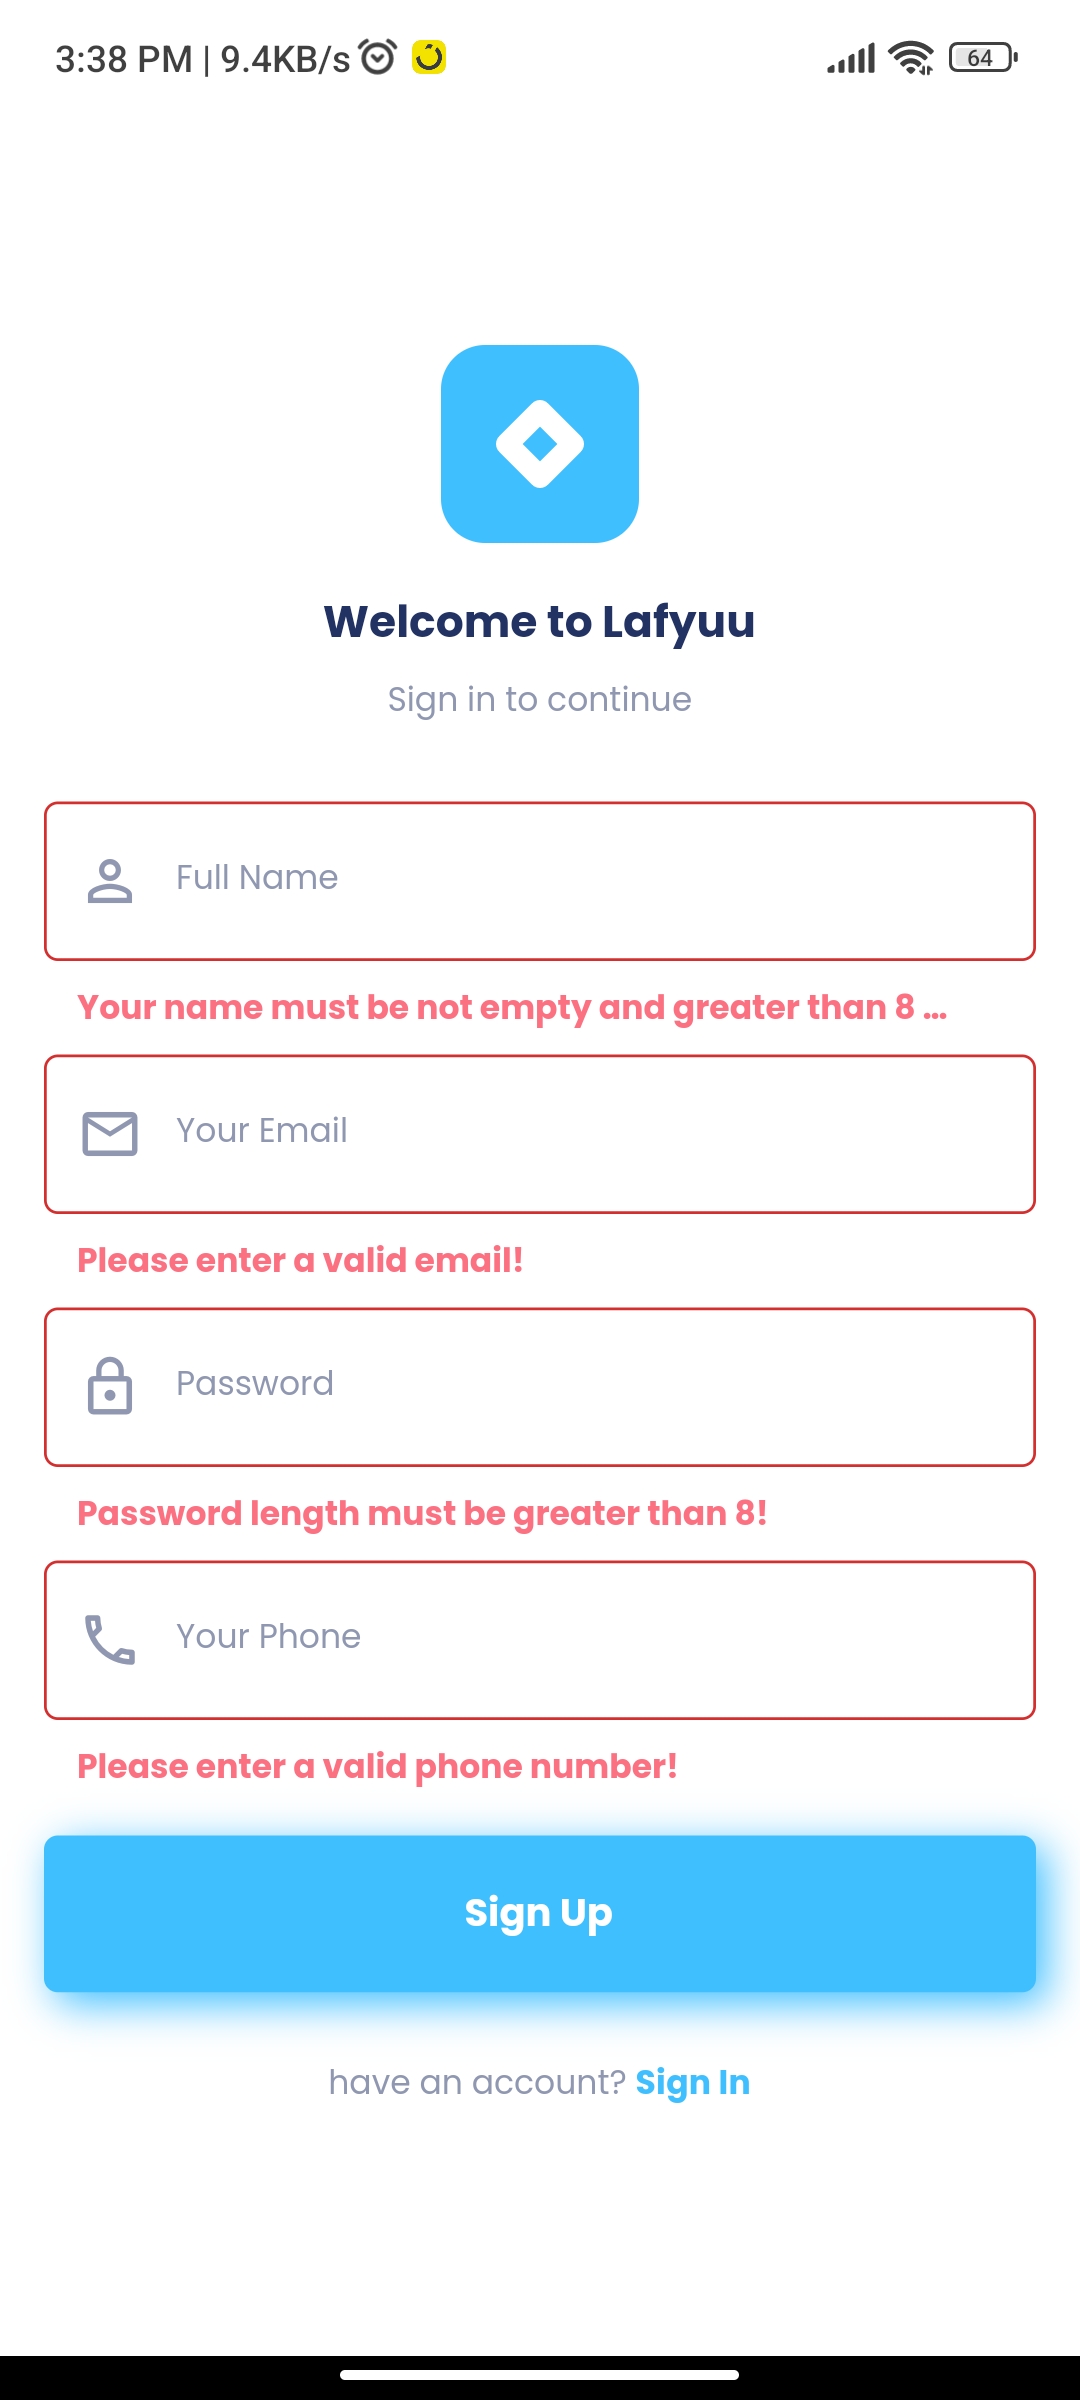 3:38 PM | 9.4KB/s
64
Welcome to Lafyuu
Sign in to continue
Full Name
Your name must be not empty and greater than 8 ...
Your Email
Please enter a valid email!
Password
Password length must be greater than 8!
Your Phone
Please enter a valid phone number!
Sign Up
have an account? Sign In